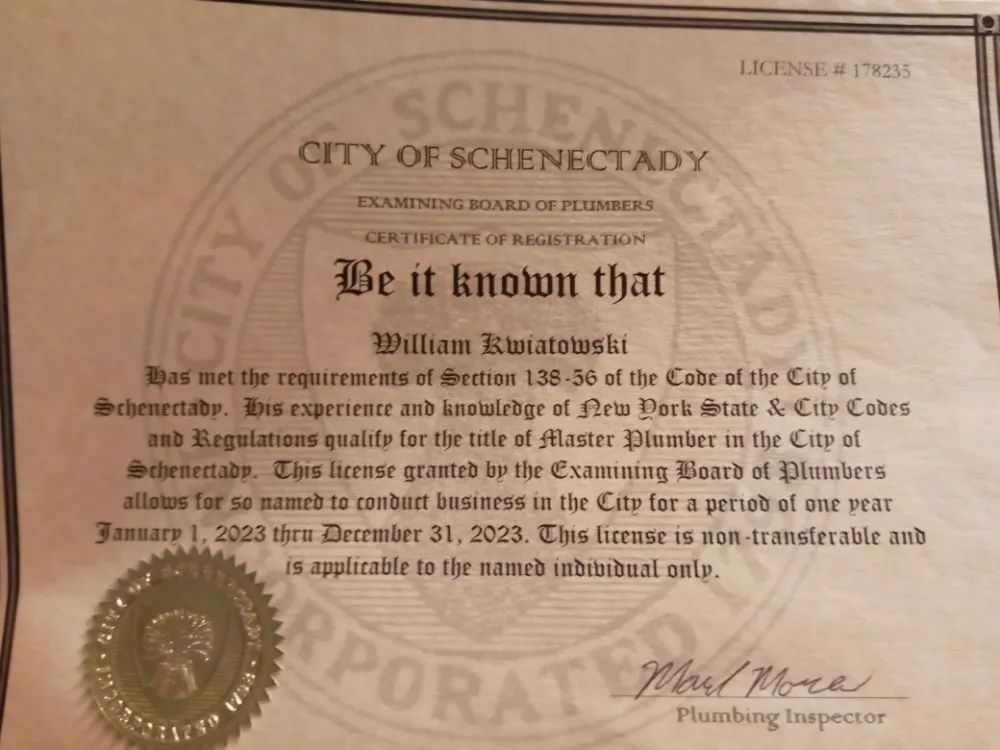 LICENSE # 178235
CITY OF SCHENECTADY
CITY OF SCHENECTADY
EXAMINING BOARD OF PLUMBERS
CERTIFICATE OF REGISTRATION
Be it known that
William Kwiatowski
Has met the requirements of Section 138-56 of the Code of the City of
Schenectady. His experience and knowledge of New York State & City Codes
and Regulations qualify for the title of Master Plumber in the City of
Schenectady. This license granted by the Examining Board of Plumbers
allows for so named to conduct business in the City for a period of one year
January 1, 2023 thru December 31, 2023. This license is non-transferable and
is applicable to the named individual only.
Plumbing Inspector